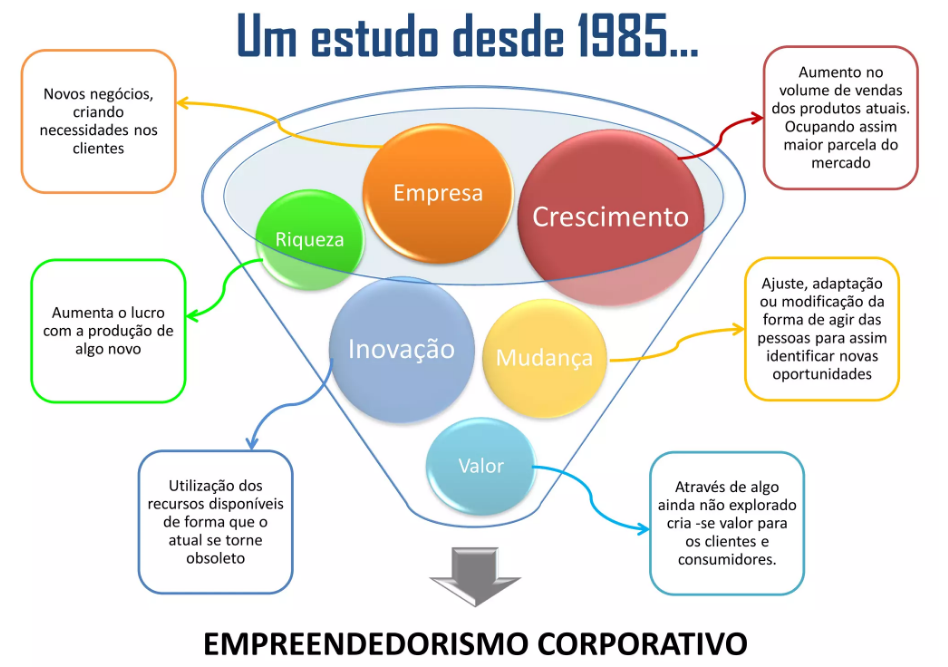 Um estudo desde 1985...
Novos negócios,
criando
necessidades nos
clientes
Aumento no
volume de vendas
dos produtos atuais.
Ocupando assim
maior parcela do
mercado
Empresa
Crescimento
Riqueza
Aumenta o lucro
com a produção de
algo novo
Ajuste, adaptação
ou modificação da
forma de agir das
pessoas para assim
identificar novas
oportunidades
Inovação
Mudança
Valor
Utilização dos
recursos disponíveis
de forma que o
atual se torne
obsoleto
Através de algo
ainda não explorado
cria -se valor para
os clientes e
consumidores.
EMPREENDEDORISMO CORPORATIVO